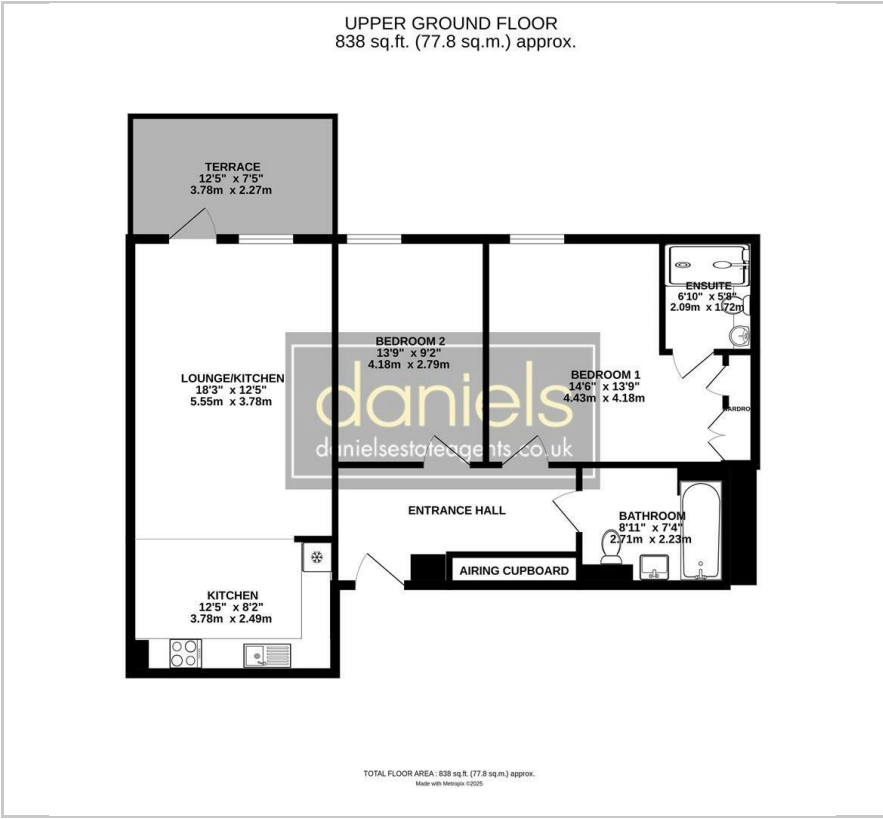 UPPER GROUND FLOOR
838 sq.ft. (77.8 sq.m.) approx.
TERRACE
12'5" x 7'5"
3.78m x 2.27m
ENSUITE
6'10" x 5'8"
2.09m x 1.72m
BEDROOM 2
13'9" x 9'2"
4.18m x 2.79m
LOUNGE/KITCHEN
18'3" x 12'5"
5.55m x 3.78m
BEDROOM 1
14'6" x 13'9"
4.43m x 4.18m
daniels
danielsestateagents.co.uk
ENTRANCE HALL
BATHROOM
8'11" x 7'4"
2.71m x 2.23m
AIRING CUPBOARD
KITCHEN
12'5" x 8'2"
3.78m x 2.49m
TOTAL FLOOR AREA : 838 sq.ft. (77.8 sq.m.) approx.
Made with Metropix ©2025